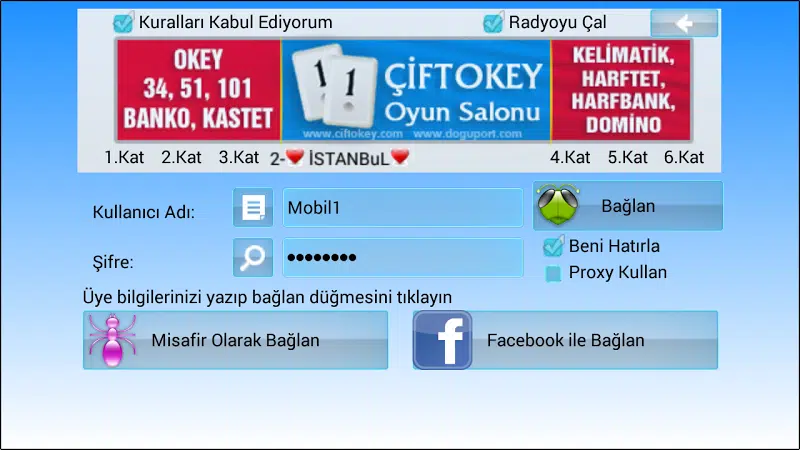 Kuralları Kabul Ediyorum
Radyoyu Çal
OKEY
34, 51, 101
BANKO, KASTET
1 1
ÇİFTOKEY
Oyun Salonu
www.ciftokey.com www.doguport.com
KELİMATİK,
HARFTET,
HARFBANK,
DOMİNO
1.Kat 2.Kat 3.Kat 2-❤ İSTANBuL❤ 4.Kat 5.Kat 6.Kat
Kullanıcı Adı:
Mobil1
Bağlan
Şifre:
••••••••
Beni Hatırla
Proxy Kullan
Üye bilgilerinizi yazıp bağlan düğmesini tıklayın
Misafir Olarak Bağlan
f Facebook ile Bağlan